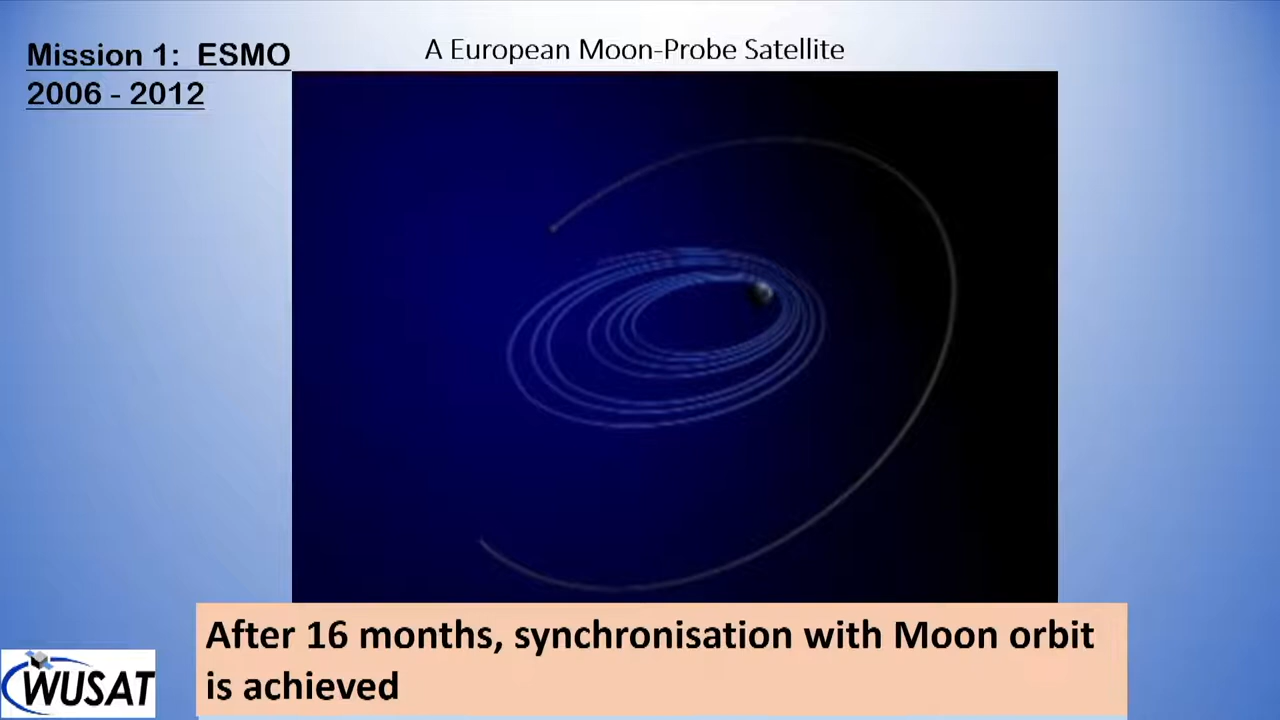 Mission 1: ESMO
2006 - 2012
A European Moon-Probe Satellite
After 16 months, synchronisation with Moon orbit
is achieved
WUSAT